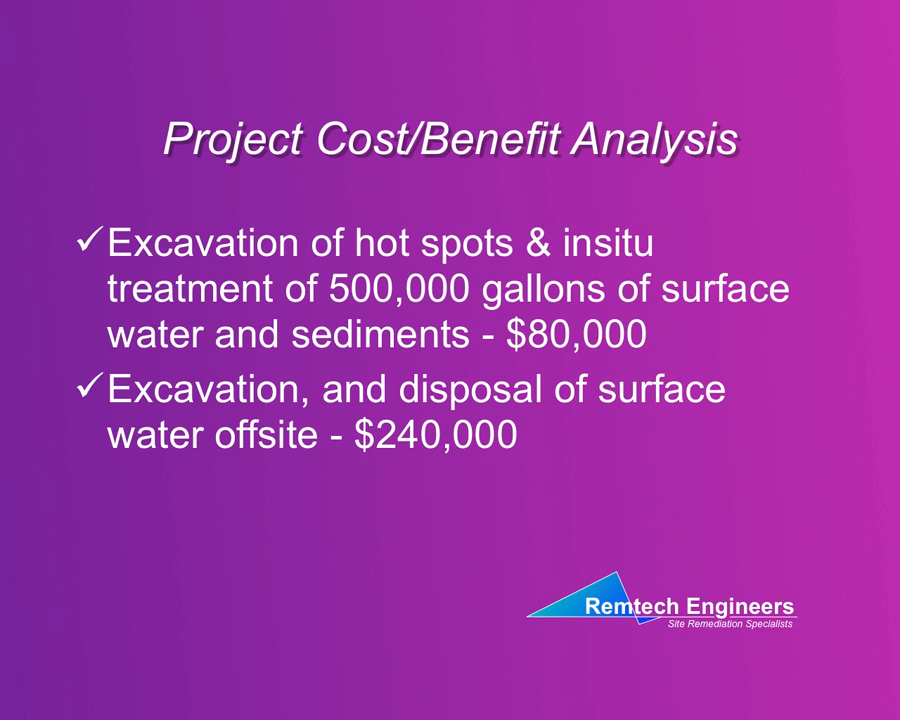 Project Cost/Benefit Analysis
✓Excavation of hot spots & insitu
treatment of 500,000 gallons of surface
water and sediments - $80,000
✓Excavation, and disposal of surface
water offsite - $240,000
Remtech Engineers
Site Remediation Specialists